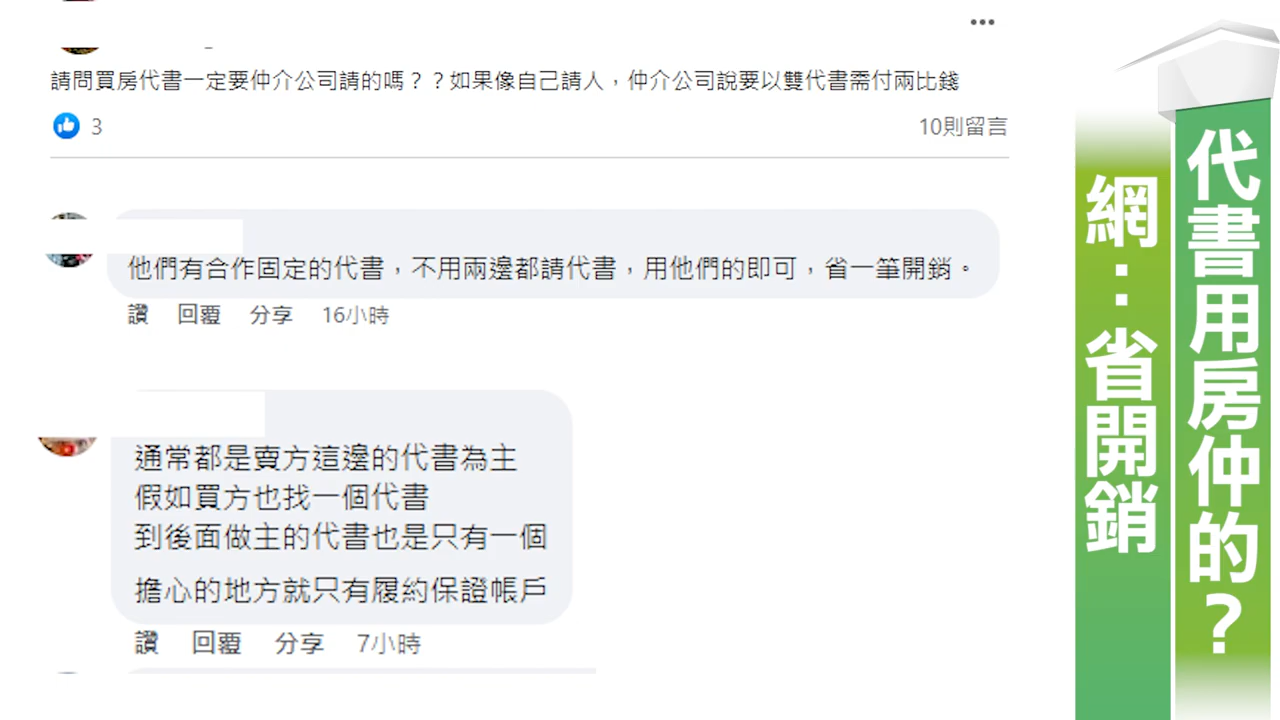 請問買房代書一定要仲介公司請的嗎？？如果像自己請人，仲介公司說要以雙代書需付兩比錢
3
10則留言
他們有合作固定的代書，不用兩邊都請代書，用他們的即可，省一筆開銷。
讚 回覆 分享 16小時
通常都是賣方這邊的代書為主
假如買方也找一個代書
到後面做主的代書也是只有一個
擔心的地方就只有履約保證帳戶
讚 回覆 分享 7小時
代書用房仲的？
網：省開銷